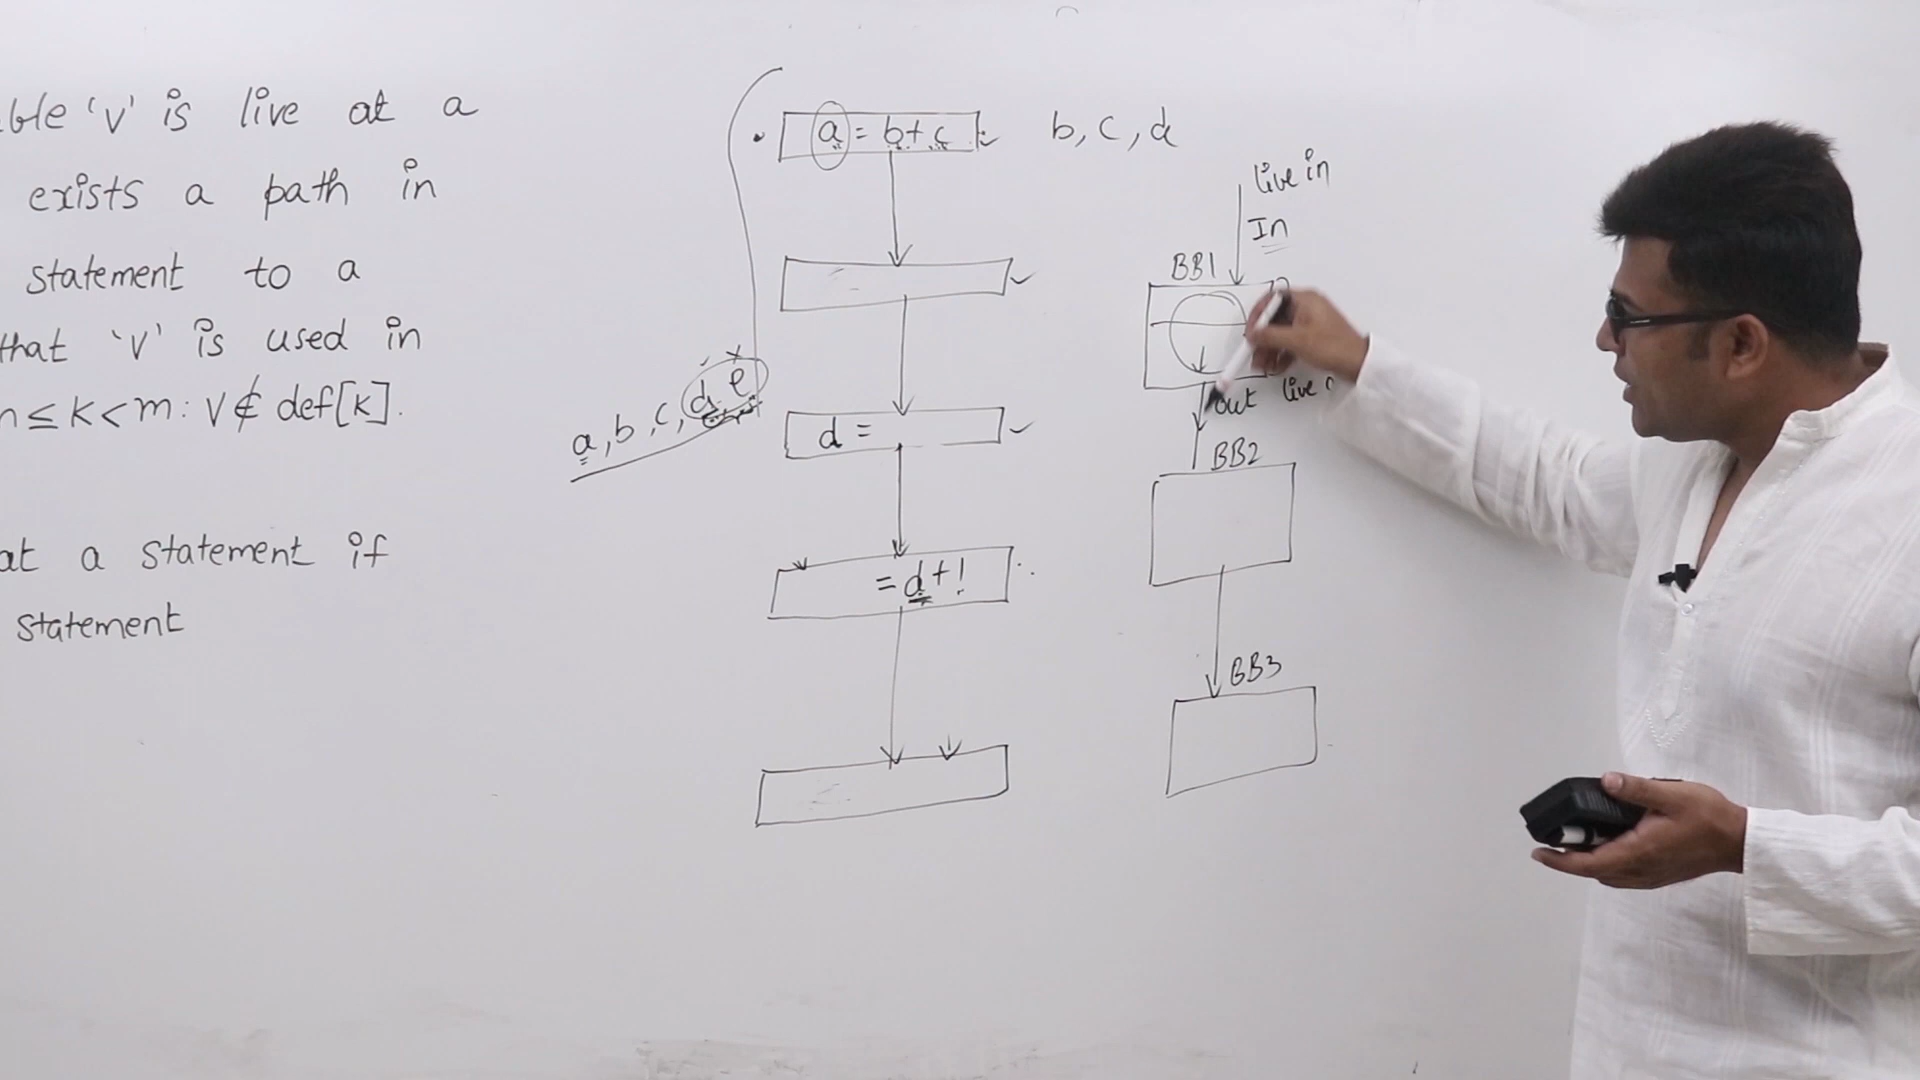 ble 'v' is live at a
exists a path in
statement to a
that 'v' is used in
n ≤ k < m : v ∉ def[k].
at a statement if
statement
a = b + c
b, c, d
a, b, c, d e
d =
= d + 1
live in
In
BB1
out live
BB2
BB3